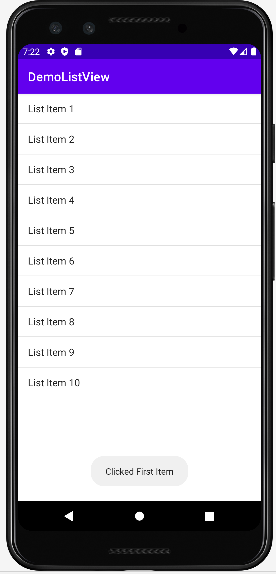 7:22
DemoListView
List Item 1
List Item 2
List Item 3
List Item 4
List Item 5
List Item 6
List Item 7
List Item 8
List Item 9
List Item 10
Clicked First Item